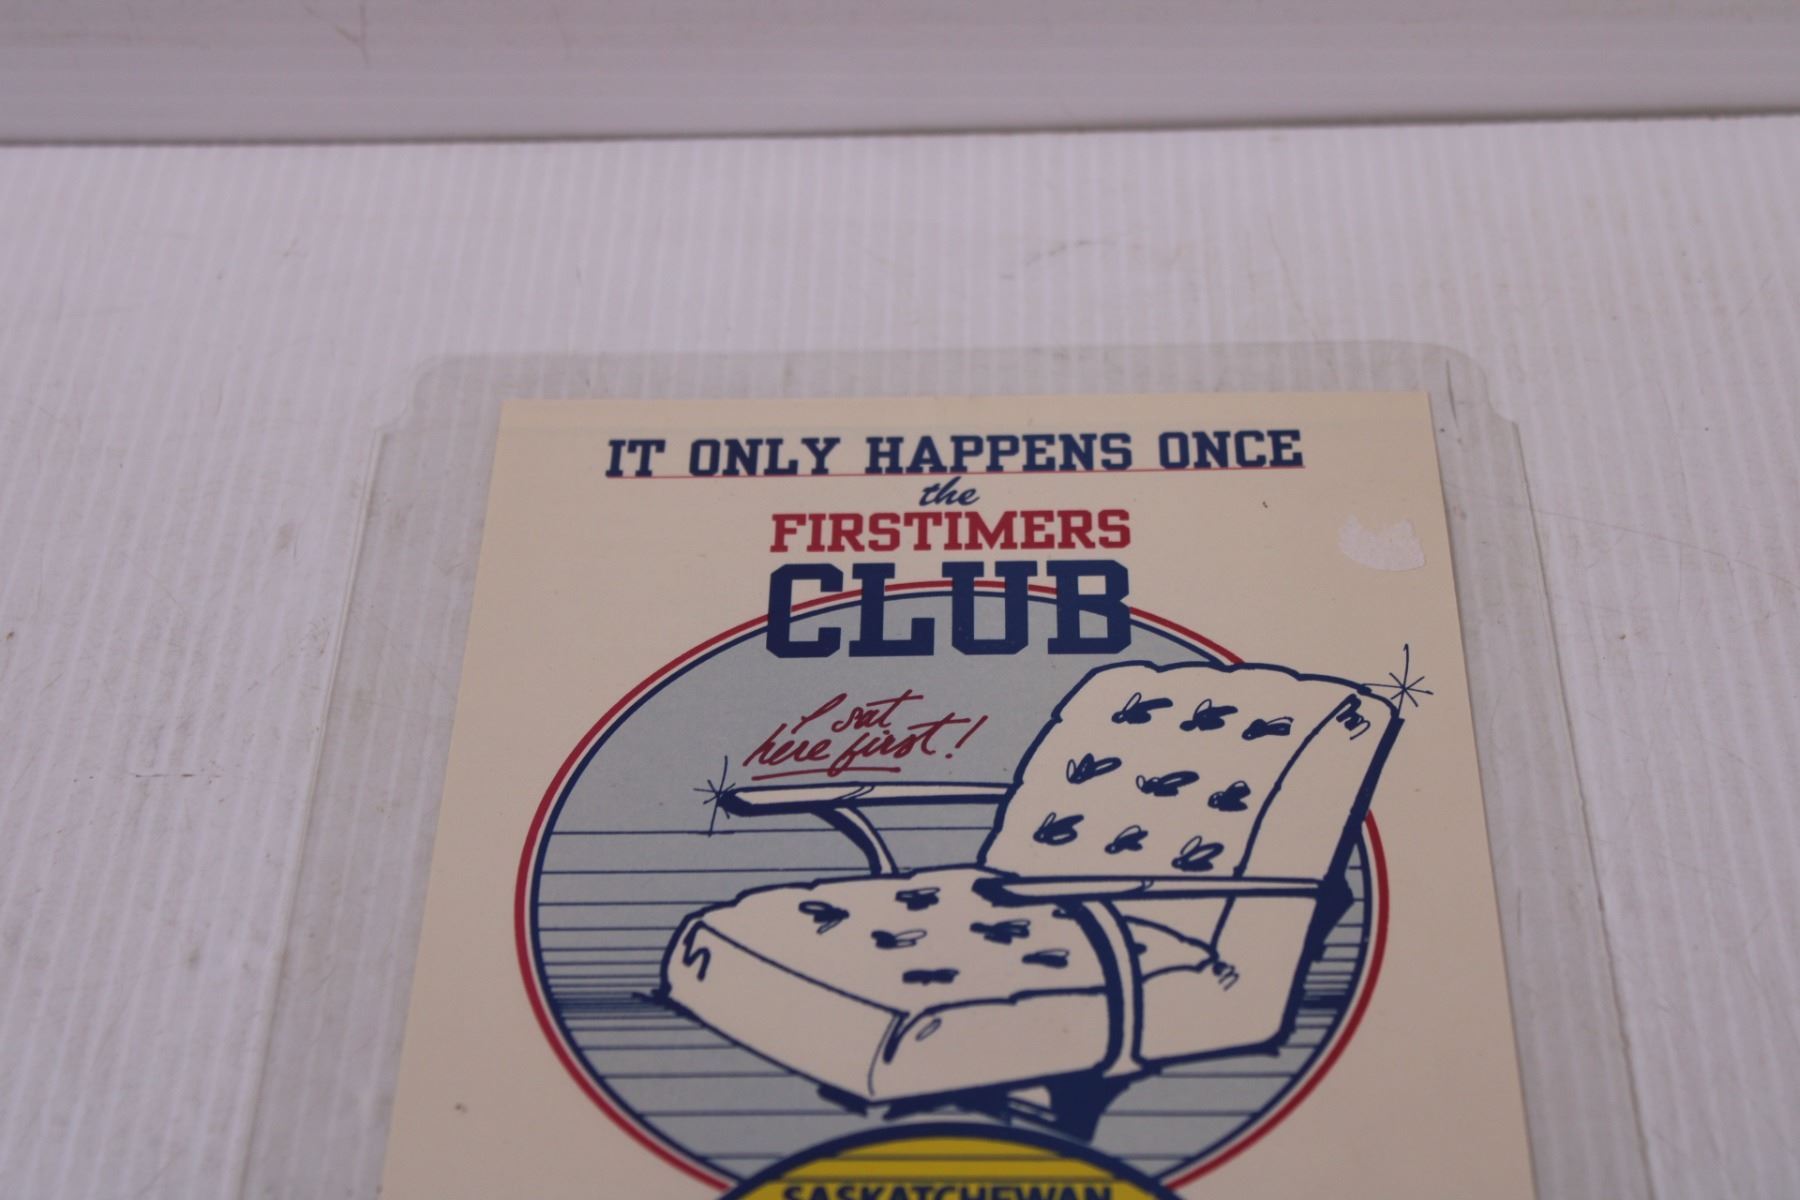 IT ONLY HAPPENS ONCE
the
FIRSTIMERS
CLUB
I sat
here first!
SASKATCHEWAN